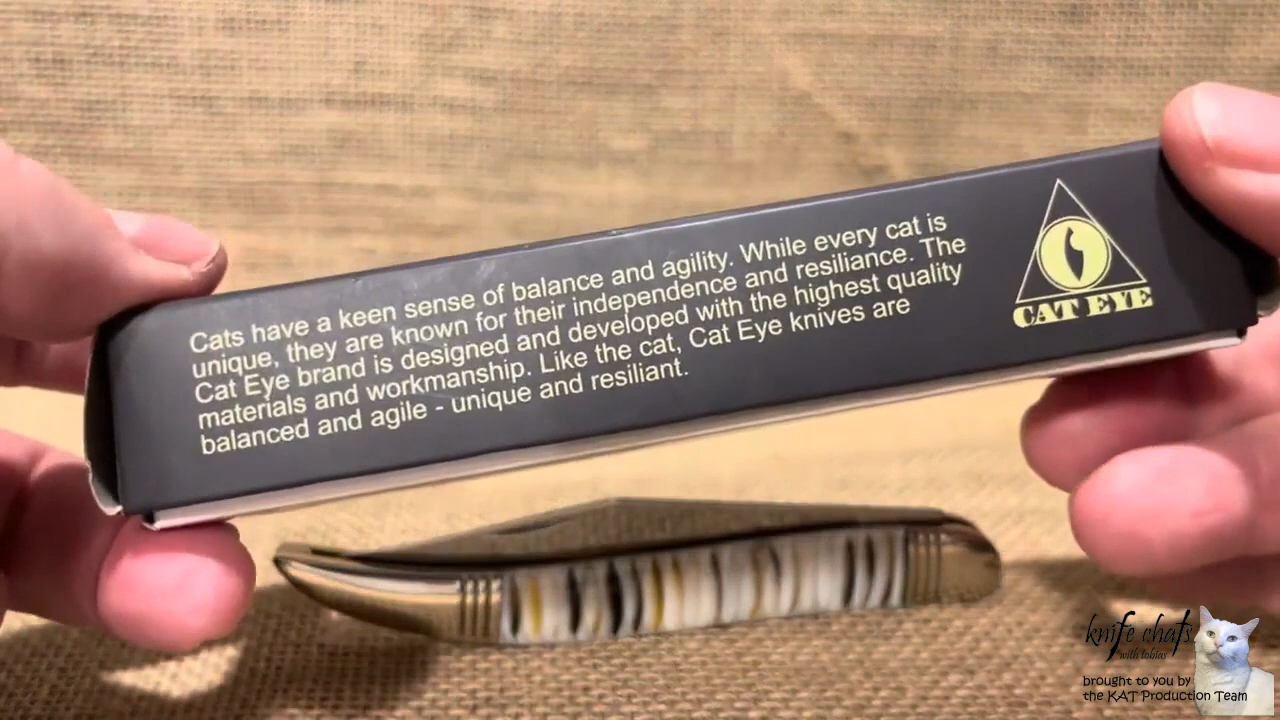 Cats have a keen sense of balance and agility. While every cat is
unique, they are known for their independence and resiliance. The
Cat Eye brand is designed and developed with the highest quality
materials and workmanship. Like the cat, Cat Eye knives are
balanced and agile - unique and resiliant.
CAT EYE
knife chats
with tobias
brought to you by
the KAT Production Team